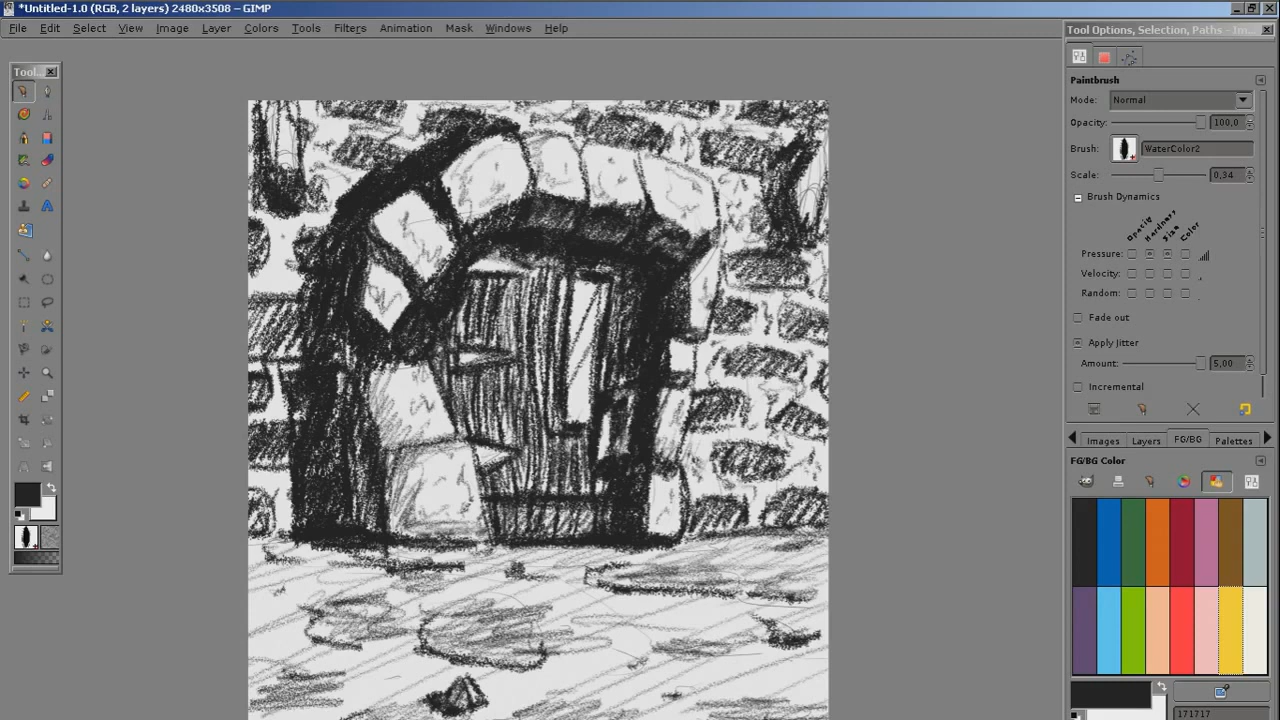 *Untitled-1.0 (RGB, 2 layers) 2480x3508 – GIMP
File Edit Select View Image Layer Colors Tools Filters Animation Mask Windows Help
Tool...
Tool Options, Selection, Paths - Im...
Paintbrush
Mode: Normal
Opacity: 100,0
Brush: WaterColor2
Scale: 0,34
Brush Dynamics
Opacity Hardness Size Color
Pressure:
Velocity:
Random:
Fade out
Apply Jitter
Amount: 5,00
Incremental
Images Layers FG/BG Palettes
FG/BG Color
171717